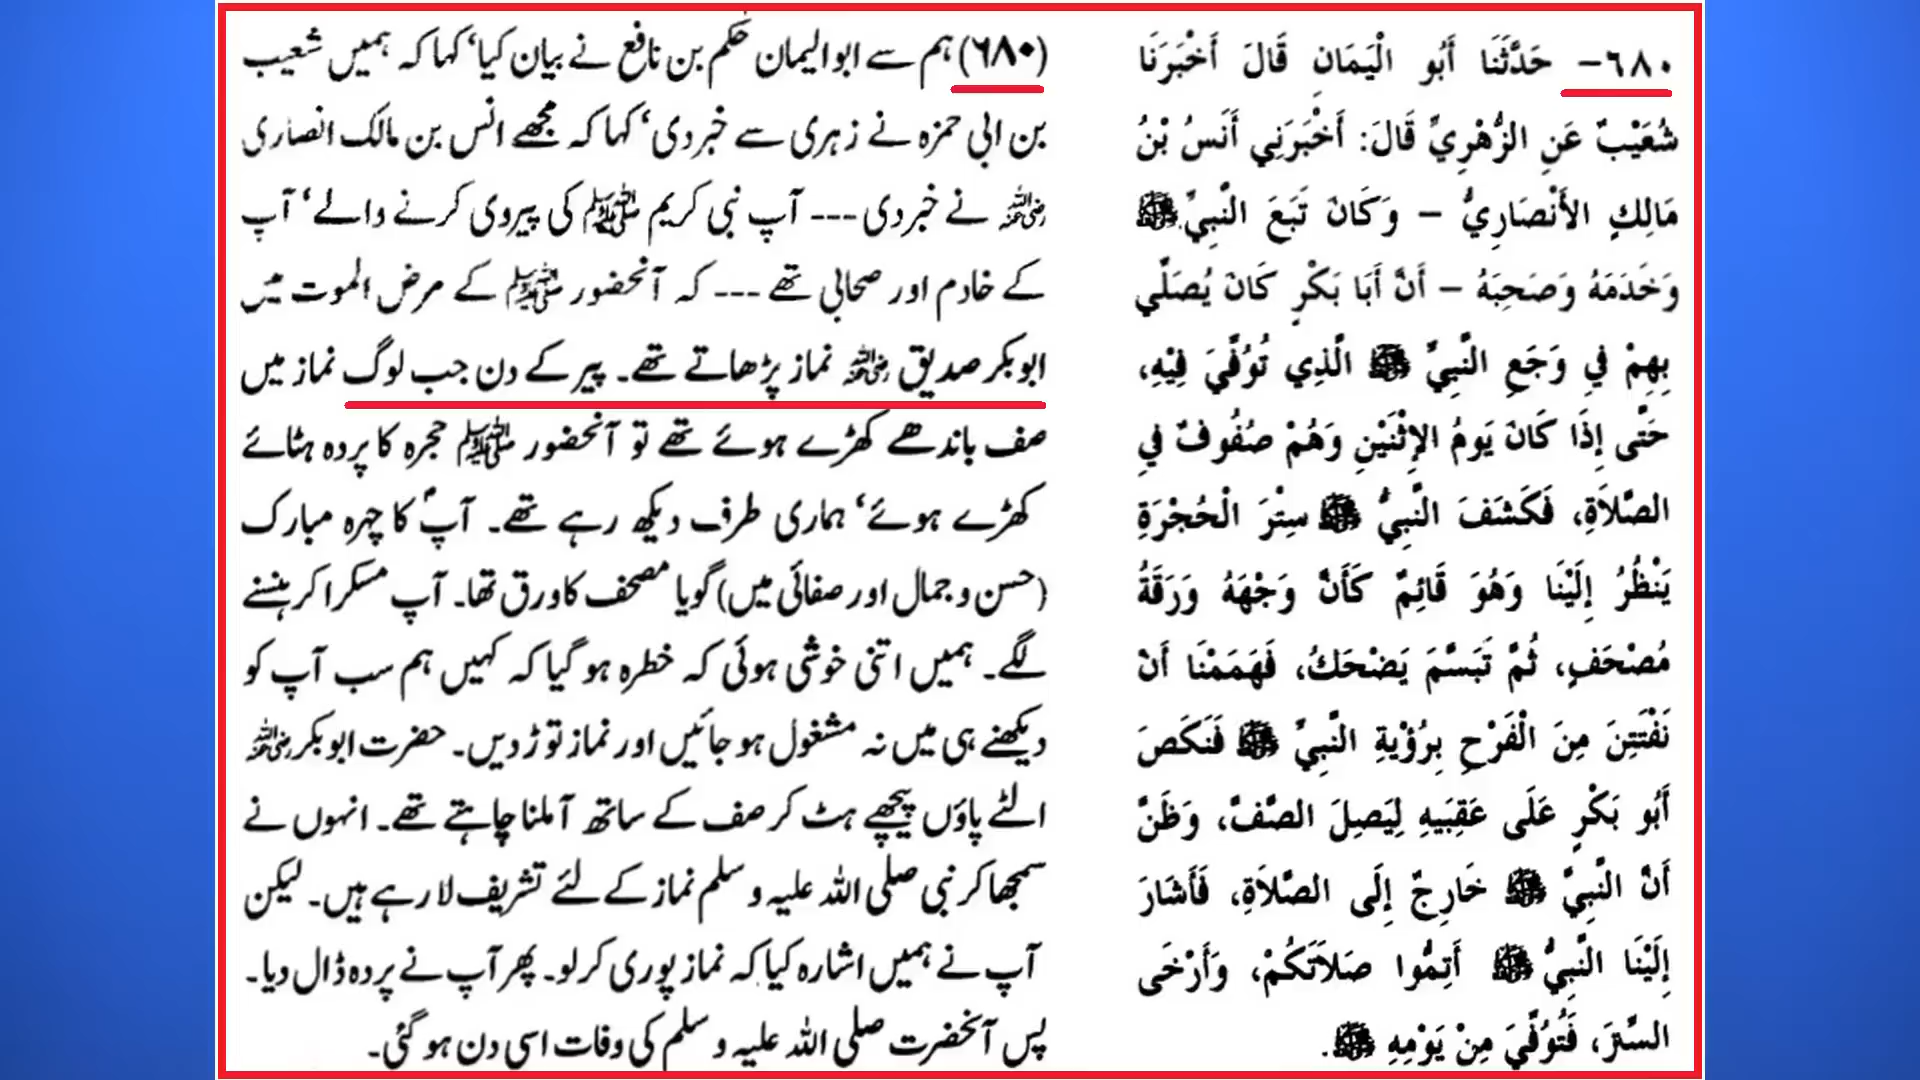 ٦٨٠- حَدَّثَنَا أَبُو الْيَمَانِ قَالَ أَخْبَرَنَا
شُعَيْبٌ عَنِ الزُّهْرِيِّ قَالَ: أَخْبَرَنِي أَنَسُ بْنُ
مَالِكٍ الأَنْصَارِيُّ – وَكَانَ تَبَعَ النَّبِيِّ ﷺ
وَخَدَمَهُ وَصَحِبَهُ – أَنَّ أَبَا بَكْرٍ كَانَ يُصَلِّي
بِهِمْ فِي وَجَعِ النَّبِيِّ ﷺ الَّذِي تُوُفِّيَ فِيْهِ،
حَتَّى إِذَا كَانَ يَومُ الإِثْنَيْنِ وَهُمْ صُفُوفٌ فِي
الصَّلاَةِ، فَكَشَفَ النَّبِيُّ ﷺ سِتْرَ الْحُجْرَةِ
يَنْظُرُ إِلَيْنَا وَهُوَ قَائِمٌ كَأَنَّ وَجْهَهُ وَرَقَةُ
مُصْحَفٍ، ثُمَّ تَبَسَّمَ يَضْحَكُ، فَهَمَمْنَا أَنْ
نَفْتَتِنَ مِنَ الْفَرْحِ بِرُؤْيَةِ النَّبِيِّ ﷺ فَنَكَصَ
أَبُو بَكْرٍ عَلَى عَقِبَيهِ لِيَصِلَ الصَّفَّ، وَظَنَّ
أَنَّ النَّبِيَّ ﷺ خَارِجٌ إِلَى الصَّلاَةِ، فَأَشَارَ
إِلَيْنَا النَّبِيُّ ﷺ أَتِمُّوا صَلاَتَكُمْ، وَأَرْخَى
السِّتْرَ، فَتُوُفِّيَ مِنْ يَوْمِهِ ﷺ.
(٦٨٠) ہم سے ابوالیمان حکم بن نافع نے بیان کیا‘ کہا کہ ہمیں شعیب
بن ابی حمزہ نے زہری سے خبر دی‘ کہا کہ مجھے انس بن مالک انصاری
رضی اللہ عنہ نے خبر دی --- آپ نبی کریم ﷺ کی پیروی کرنے والے‘ آپ
کے خادم اور صحابی تھے --- کہ آنحضور ﷺ کے مرض الموت میں
ابوبکر صدیق رضی اللہ عنہ نماز پڑھاتے تھے۔ پیر کے دن جب لوگ نماز میں
صف باندھے کھڑے ہوئے تھے تو آنحضور ﷺ حجرہ کا پردہ ہٹائے
کھڑے ہوئے‘ ہماری طرف دیکھ رہے تھے۔ آپؐ کا چہرہ مبارک
(حسن و جمال اور صفائی میں) گویا مصحف کا ورق تھا۔ آپ مسکرا کر ہنسنے
لگے۔ ہمیں اتنی خوشی ہوئی کہ خطرہ ہو گیا کہ کہیں ہم سب آپ کو
دیکھنے ہی میں نہ مشغول ہو جائیں اور نماز توڑ دیں۔ حضرت ابوبکر رضی اللہ عنہ
الٹے پاؤں پیچھے ہٹ کر صف کے ساتھ آ ملنا چاہتے تھے۔ انہوں نے
سمجھا کہ نبی صلی اللہ علیہ و سلم نماز کے لئے تشریف لا رہے ہیں۔ لیکن
آپ نے ہمیں اشارہ کیا کہ نماز پوری کر لو۔ پھر آپ نے پردہ ڈال دیا۔
پس آنحضرت صلی اللہ علیہ و سلم کی وفات اسی دن ہو گئی۔